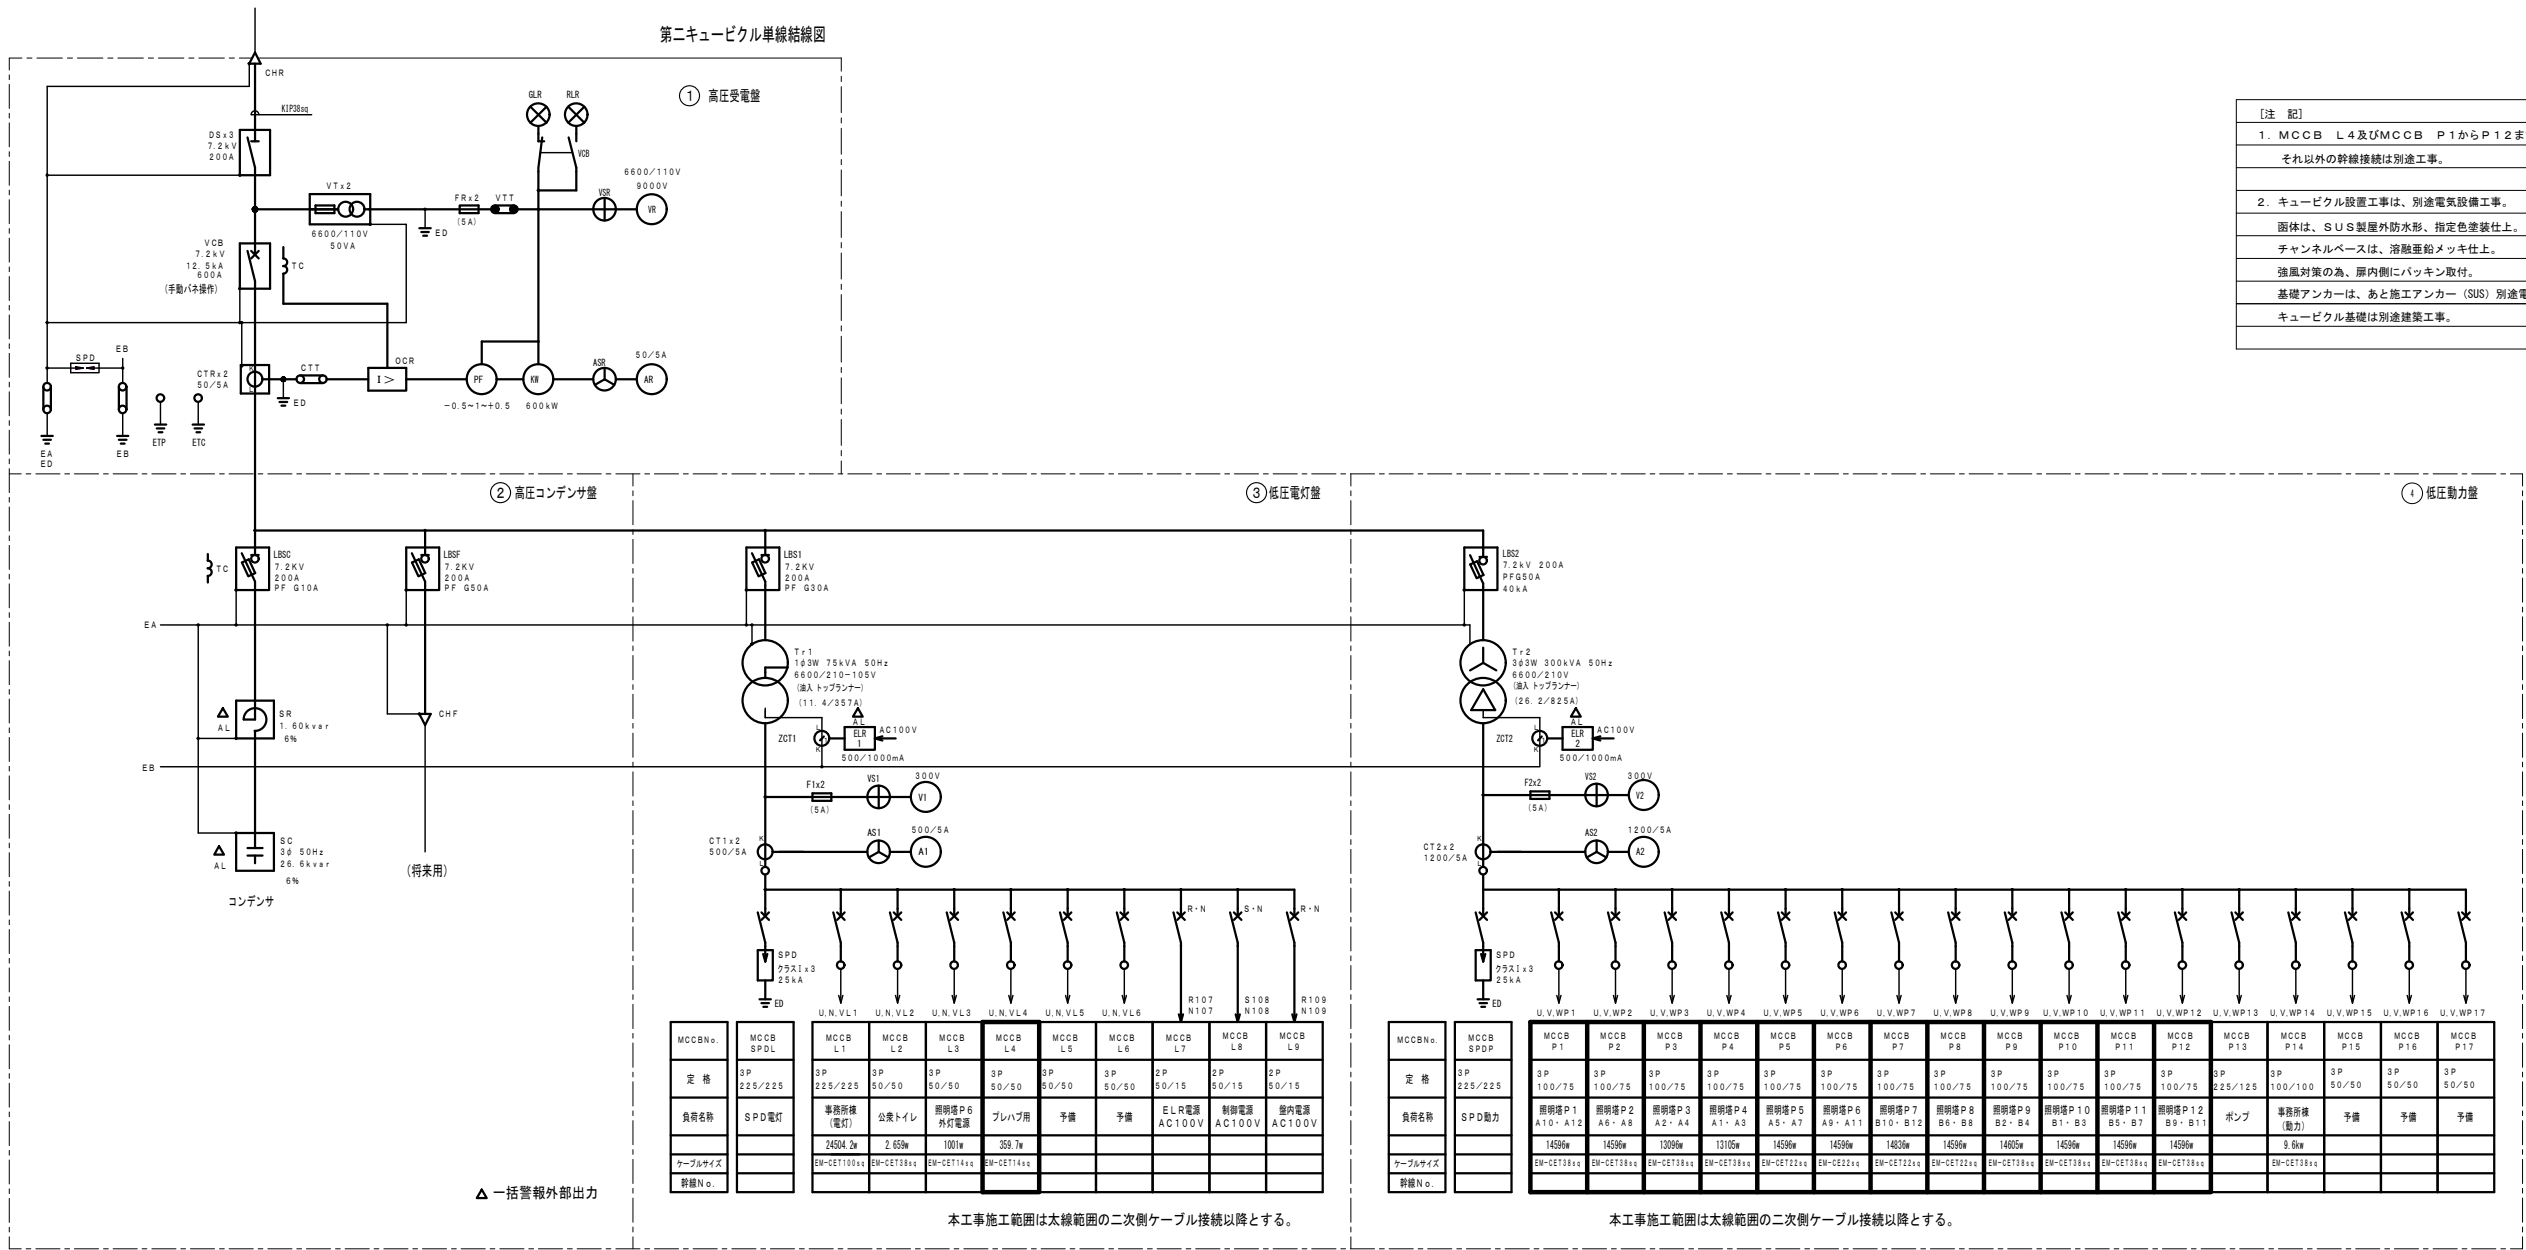 第二キュービクル単線結線図
① 高圧受電盤
CHR
KIP38sq
DSx3
7.2kV
200A
VTx2
6600/110V
50VA
FRx2
(5A)
VTT
ED
GLR
RLR
VCB
VSR
6600/110V
9000V
VR
VCB
7.2kV
12.5kA
600A
(手動バネ操作)
TC
SPD
EB
CTRx2
50/5A
K
L
CTT
ED
OCR
I＞
PF
-0.5~1~+0.5
KW
600kW
ASR
50/5A
AR
EA
ED
EB
ETP
ETC
[注 記]
1. ＭＣＣＢ Ｌ４及びＭＣＣＢ Ｐ１からＰ１２ま
それ以外の幹線接続は別途工事。
2. キュービクル設置工事は、別途電気設備工事。
函体は、ＳＵＳ製屋外防水形、指定色塗装仕上。
チャンネルベースは、溶融亜鉛メッキ仕上。
強風対策の為、扉内側にパッキン取付。
基礎アンカーは、あと施工アンカー（SUS）別途電
キュービクル基礎は別途建築工事。
② 高圧コンデンサ盤
TC
LBSC
7.2KV
200A
PF G10A
LBSF
7.2KV
200A
PF G50A
EA
AL
SR
1.60kvar
6%
CHF
EB
AL
SC
3φ 50Hz
26.6kvar
6%
コンデンサ
(将来用)
△ 一括警報外部出力
③ 低圧電灯盤
LBS1
7.2KV
200A
PF G30A
Tr1
1φ3W 75kVA 50Hz
6600/210-105V
(油入 トップランナー)
(11.4/357A)
AL
ZCT1
L
K
ELR
1
AC100V
500/1000mA
F1x2
(5A)
VS1
300V
V1
CT1x2
500/5A
K
L
AS1
500/5A
A1
SPD
クラスIx3
25kA
ED
R・N
S・N
R・N
U,N,VL1 U,N,VL2 U,N,VL3 U,N,VL4 U,N,VL5 U,N,VL6
R107 S108 R109
N107 N108 N109
MCCBNo. MCCB SPDL MCCB L1 MCCB L2 MCCB L3 MCCB L4 MCCB L5 MCCB L6 MCCB L7 MCCB L8 MCCB L9
定 格 3P 225/225 3P 225/225 3P 50/50 3P 50/50 3P 50/50 3P 50/50 3P 50/50 2P 50/15 2P 50/15 2P 50/15
負荷名称 SPD電灯 事務所棟（電灯） 公衆トイレ 照明塔P6 外灯電源 プレハブ用 予備 予備 ELR電源 AC100V 制御電源 AC100V 盤内電源 AC100V
24504.2w 2.659w 1001w 359.7w
ケーブルサイズ EM-CET100sq EM-CET38sq EM-CET14sq EM-CET14sq
幹線No.
本工事施工範囲は太線範囲の二次側ケーブル接続以降とする。
④ 低圧動力盤
LBS2
7.2kV 200A
PFG50A
40kA
Tr2
3φ3W 300kVA 50Hz
6600/210V
(油入 トップランナー)
(26.2/825A)
AL
ZCT2
L
K
ELR
2
AC100V
500/1000mA
F2x2
(5A)
VS2
300V
V2
CT2x2
1200/5A
K
L
AS2
1200/5A
A2
SPD
クラスIx3
25kA
ED
U,V,WP1 U,V,WP2 U,V,WP3 U,V,WP4 U,V,WP5 U,V,WP6 U,V,WP7 U,V,WP8 U,V,WP9 U,V,WP10 U,V,WP11 U,V,WP12 U,V,WP13 U,V,WP14 U,V,WP15 U,V,WP16 U,V,WP17
MCCBNo. MCCB SPDP MCCB P1 MCCB P2 MCCB P3 MCCB P4 MCCB P5 MCCB P6 MCCB P7 MCCB P8 MCCB P9 MCCB P10 MCCB P11 MCCB P12 MCCB P13 MCCB P14 MCCB P15 MCCB P16 MCCB P17
定 格 3P 225/225 3P 100/75 3P 100/75 3P 100/75 3P 100/75 3P 100/75 3P 100/75 3P 100/75 3P 100/75 3P 100/75 3P 100/75 3P 100/75 3P 100/75 3P 225/125 3P 100/100 3P 50/50 3P 50/50 3P 50/50
負荷名称 SPD動力 照明塔P1 A10・A12 照明塔P2 A6・A8 照明塔P3 A2・A4 照明塔P4 A1・A3 照明塔P5 A5・A7 照明塔P6 A9・A11 照明塔P7 B10・B12 照明塔P8 B6・B8 照明塔P9 B2・B4 照明塔P10 B1・B3 照明塔P11 B5・B7 照明塔P12 B9・B11 ポンプ 事務所棟（動力） 予備 予備 予備
14596w 14596w 13096w 13105w 14596w 14596w 14836w 14596w 14605w 14596w 14596w 14596w 9.6kw
ケーブルサイズ EM-CET38sq EM-CET38sq EM-CET38sq EM-CET38sq EM-CET22sq EM-CE22sq EM-CET22sq EM-CET22sq EM-CET38sq EM-CET38sq EM-CET38sq EM-CET38sq EM-CET38sq
幹線No.
本工事施工範囲は太線範囲の二次側ケーブル接続以降とする。